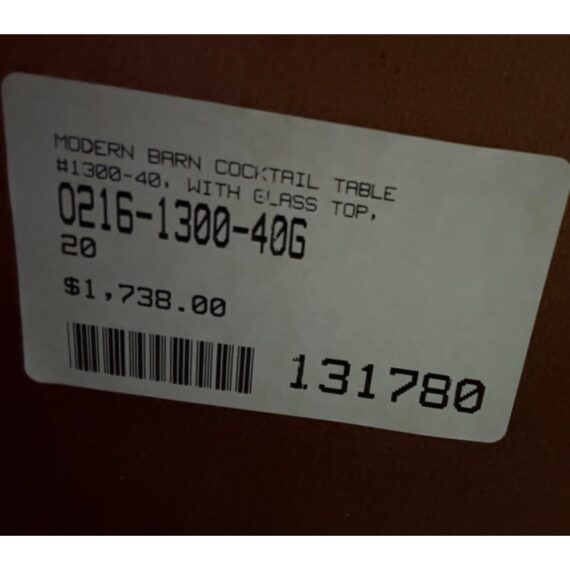 MODERN BARN COCKTAIL TABLE
#1300-40, WITH GLASS TOP,
0216-1300-40G
20
$1,738.00
131780